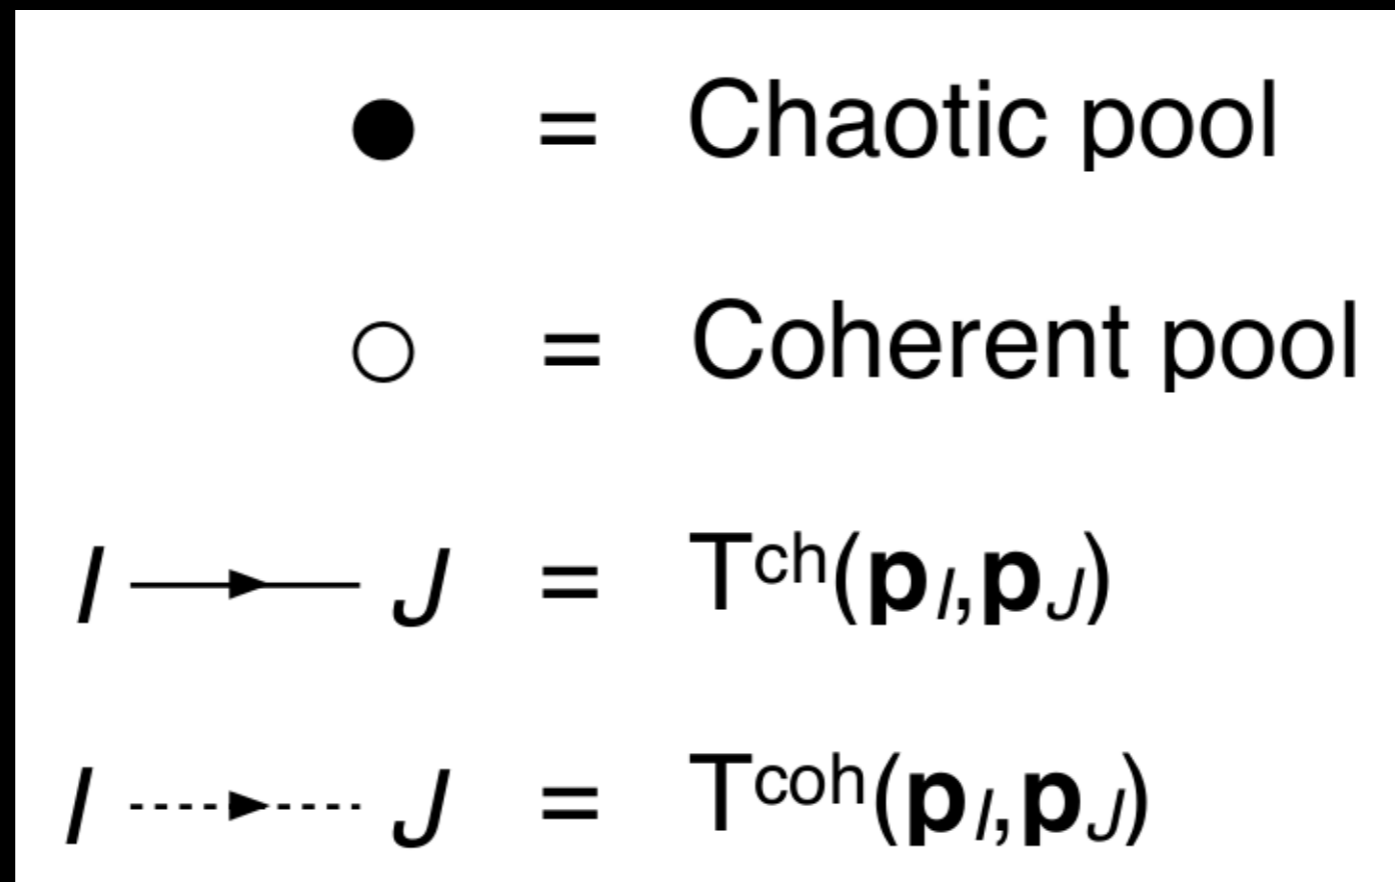 ● = Chaotic pool
○ = Coherent pool
I J = Tch(pI,pJ)
I J = Tcoh(pI,pJ)